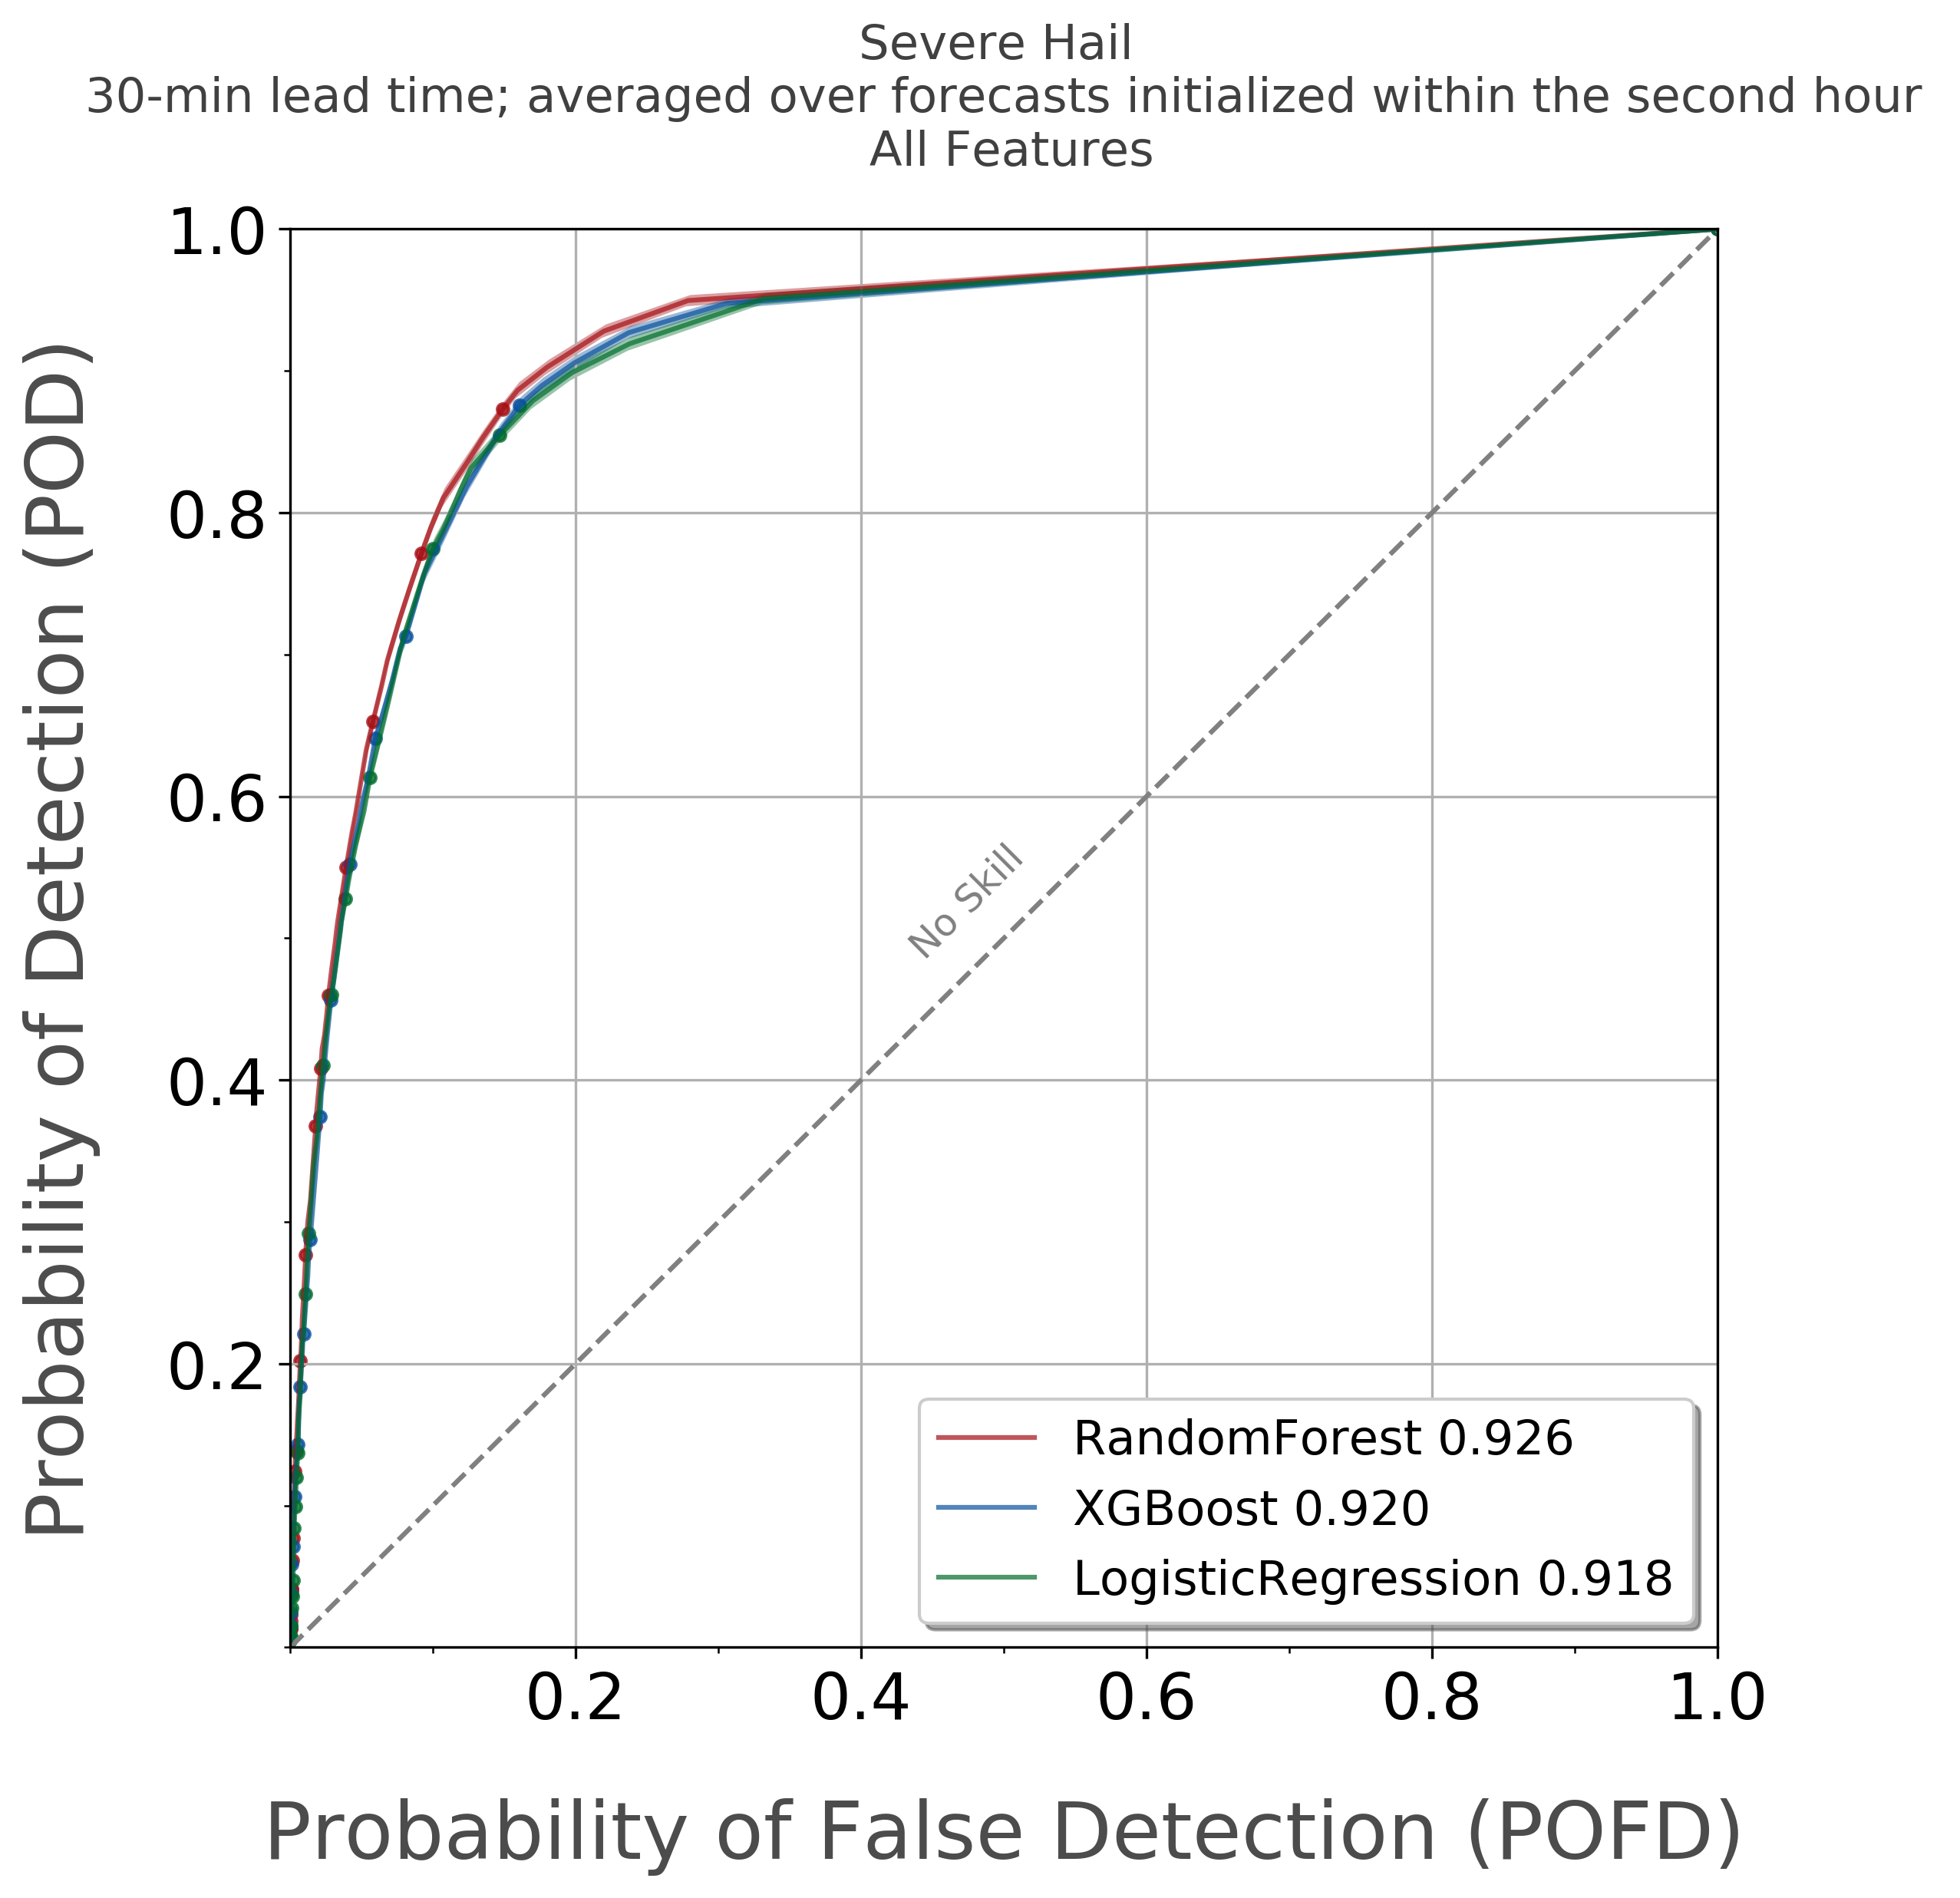 Severe Hail
30-min lead time; averaged over forecasts initialized within the second hour
All Features
Probability of Detection (POD)
1.0
0.8
0.6
0.4
0.2
No Skill
RandomForest 0.926
XGBoost 0.920
LogisticRegression 0.918
0.2 0.4 0.6 0.8 1.0
Probability of False Detection (POFD)